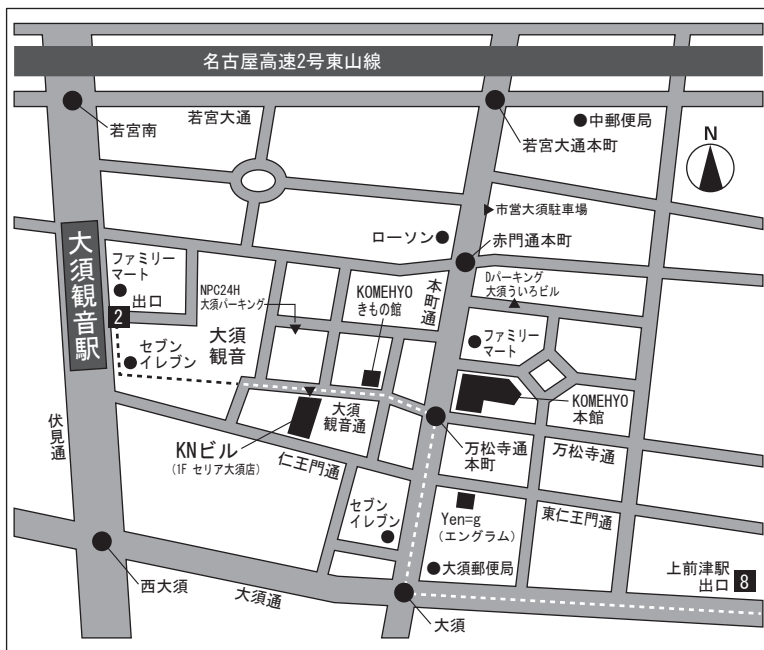 名古屋高速2号東山線
若宮南
若宮大通
若宮大通本町
中郵便局
N
市営大須駐車場
ローソン
赤門通本町
大須観音駅
ファミリー
マート
出口
2
NPC24H
大須パーキング
KOMEHYO
きもの館
本町通
Dパーキング
大須ういろビル
ファミリー
マート
セブン
イレブン
大須
観音
KOMEHYO
本館
大須
観音通
伏見通
KNビル
(1F セリア大須店)
仁王門通
万松寺通
本町
万松寺通
セブン
イレブン
Yen=g
(エングラム)
東仁王門通
西大須
大須通
大須郵便局
上前津駅
出口
8
大須